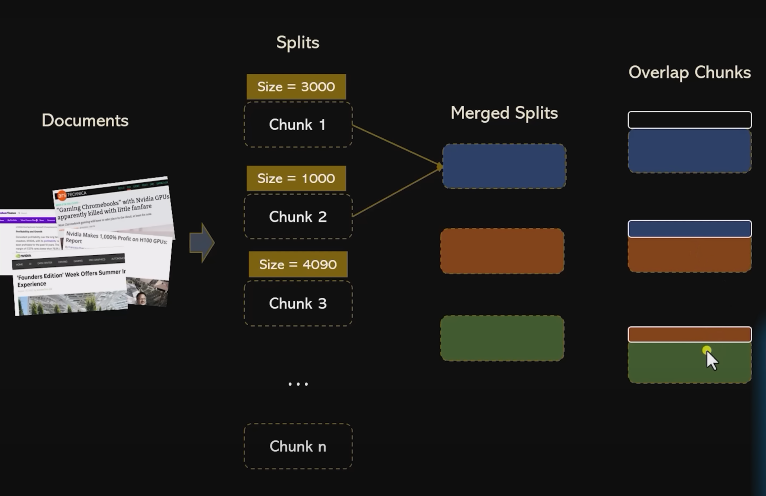 Splits
Overlap Chunks
Size = 3000
Merged Splits
Documents
Chunk 1
Size = 1000
Chunk 2
"Gaming Chromebooks" with Nvidia GPUs
apparently killed with little fanfare
Nvidia Makes 1,000% Profit on H100 GPUs:
Report
'Founders Edition' Week Offers Summer
Experience
Size = 4090
Chunk 3
...
Chunk n